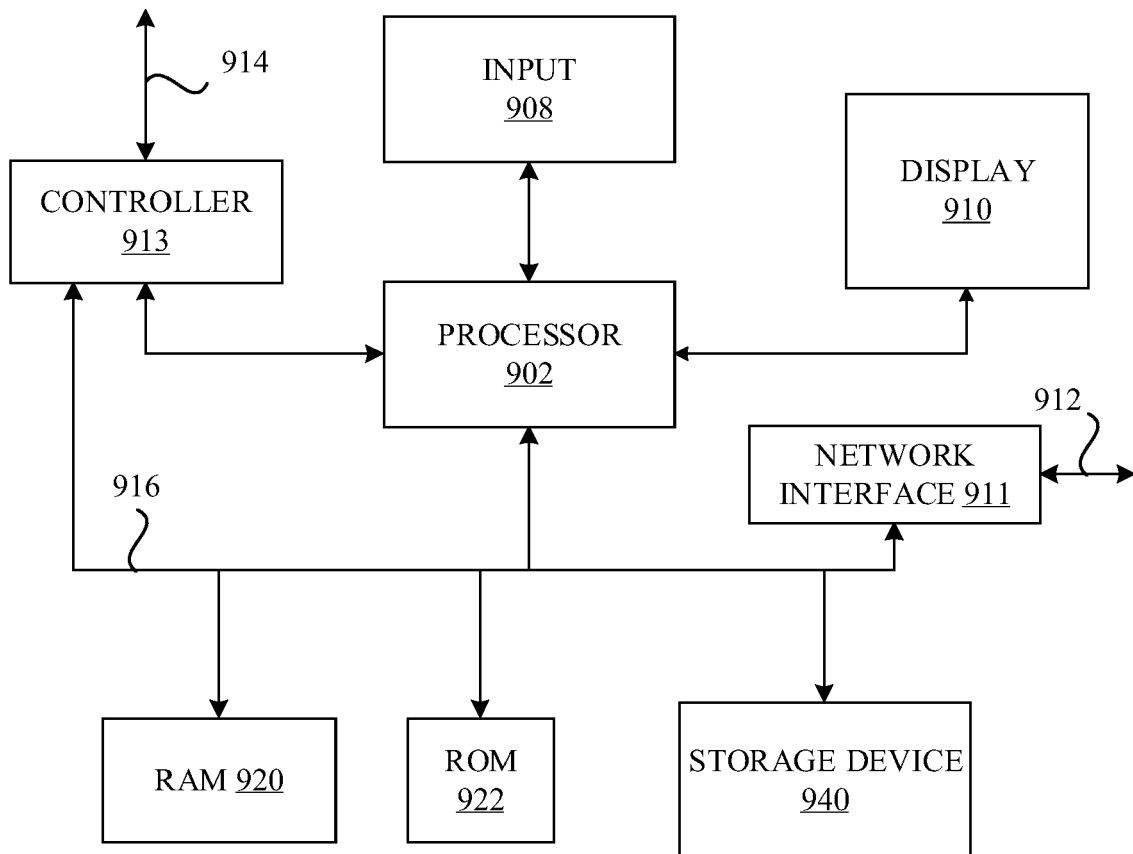 914
INPUT
908
DISPLAY
910
CONTROLLER
913
PROCESSOR
902
912
NETWORK
INTERFACE 911
916
RAM 920
ROM
922
STORAGE DEVICE
940